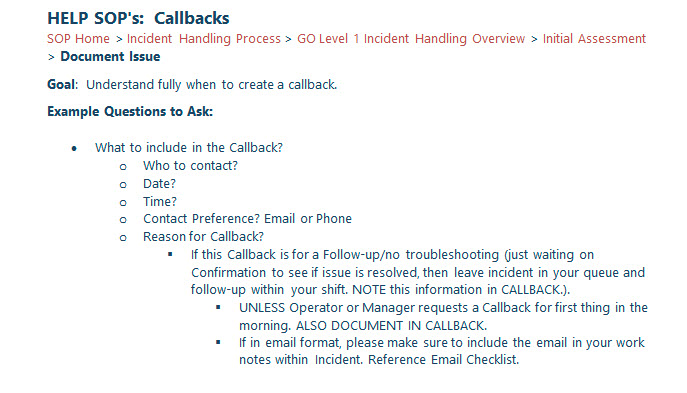 HELP SOP's: Callbacks
SOP Home > Incident Handling Process > GO Level 1 Incident Handling Overview > Initial Assessment
> Document Issue
Goal: Understand fully when to create a callback.
Example Questions to Ask:
• What to include in the Callback?
o Who to contact?
o Date?
o Time?
o Contact Preference? Email or Phone
o Reason for Callback?
▪ If this Callback is for a Follow-up/no troubleshooting (just waiting on
Confirmation to see if issue is resolved, then leave incident in your queue and
follow-up within your shift. NOTE this information in CALLBACK.).
▪ UNLESS Operator or Manager requests a Callback for first thing in the
morning. ALSO DOCUMENT IN CALLBACK.
▪ If in email format, please make sure to include the email in your work
notes within Incident. Reference Email Checklist.